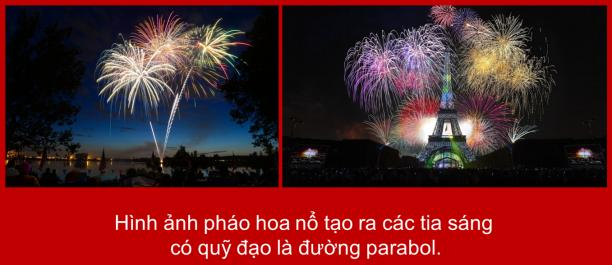 Hình ảnh pháo hoa nổ tạo ra các tia sáng
có quỹ đạo là đường parabol.